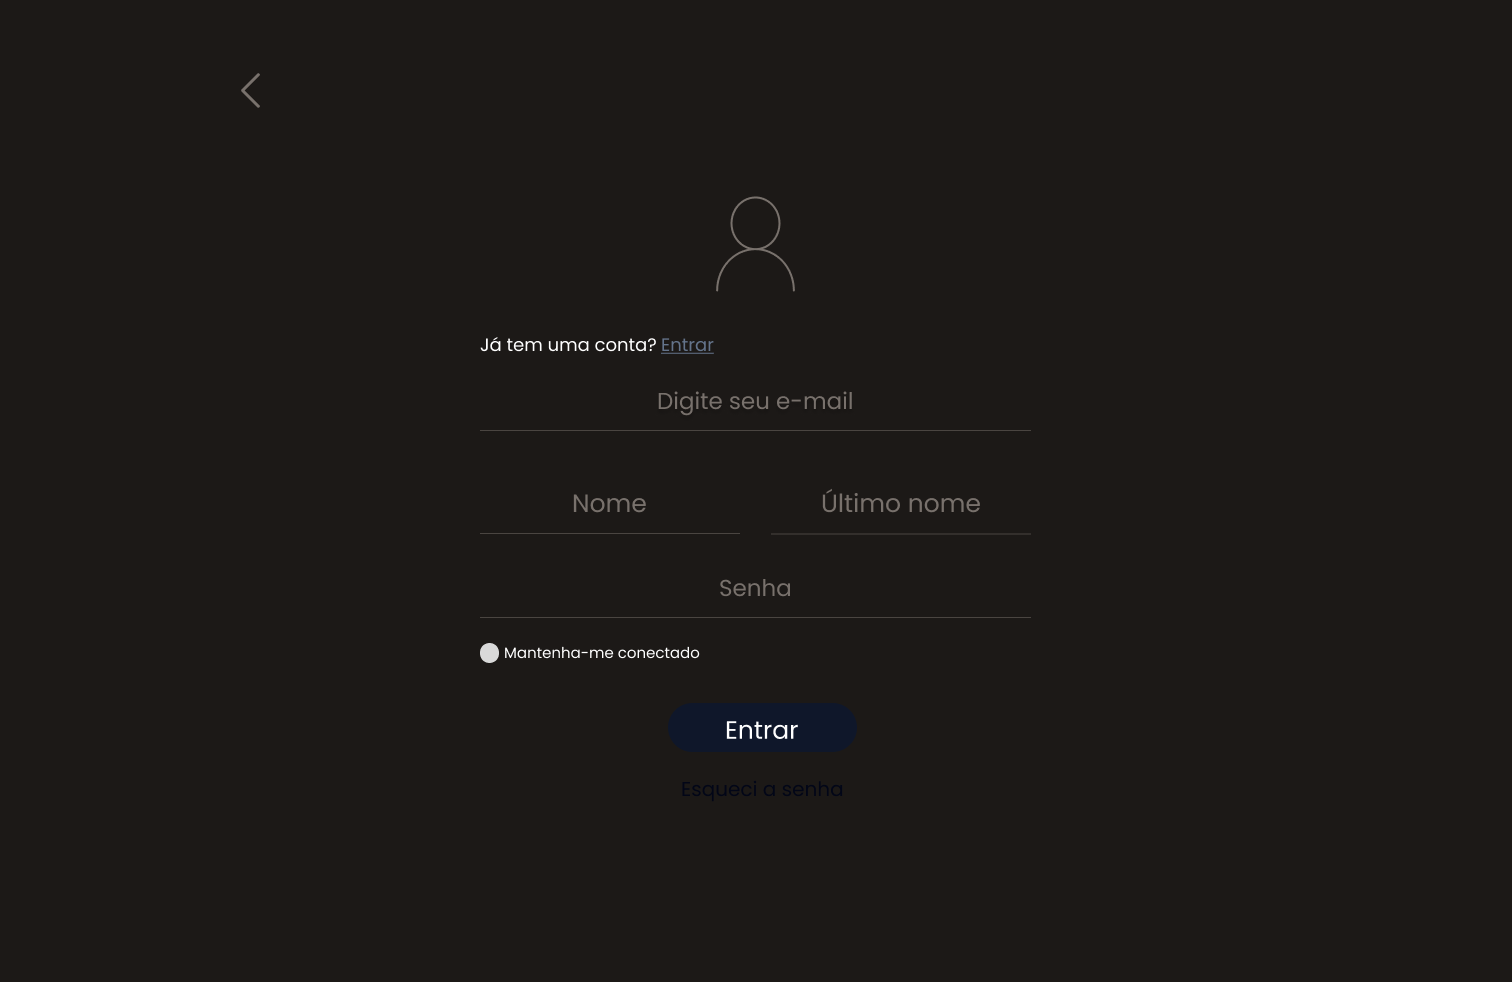 Já tem uma conta? Entrar
Digite seu e-mail
Nome
Último nome
Senha
Mantenha-me conectado
Entrar
Esqueci a senha